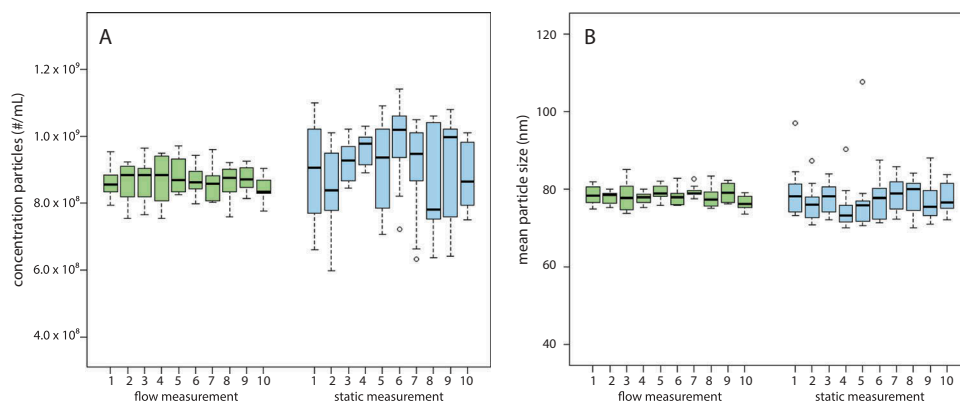 A
concentration particles (#/mL)
1.2 x 10⁹
1.0 x 10⁹
8.0 x 10⁸
6.0 x 10⁸
4.0 x 10⁸
1 2 3 4 5 6 7 8 9 10 1 2 3 4 5 6 7 8 9 10
flow measurement static measurement
B
mean particle size (nm)
120
100
80
60
40
1 2 3 4 5 6 7 8 9 10 1 2 3 4 5 6 7 8 9 10
flow measurement static measurement